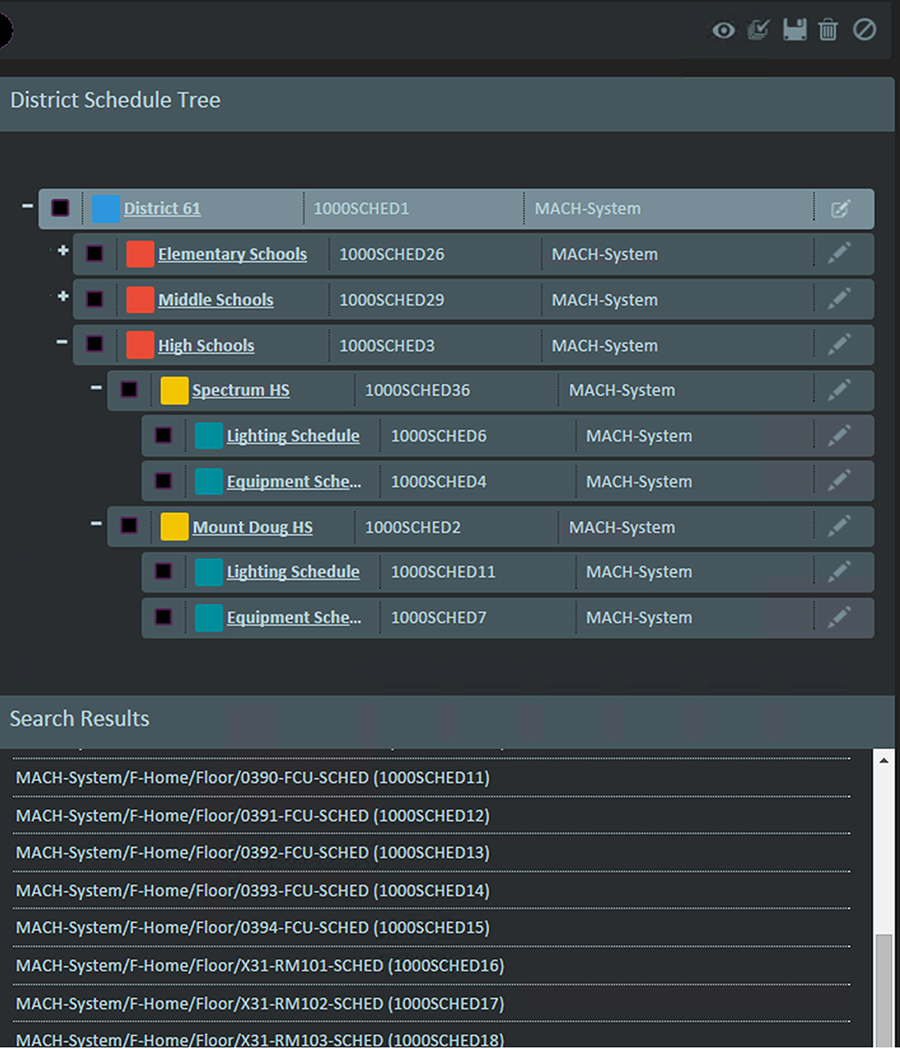 District Schedule Tree
District 61 1000SCHED1 MACH-System
Elementary Schools 1000SCHED26 MACH-System
Middle Schools 1000SCHED29 MACH-System
High Schools 1000SCHED3 MACH-System
Spectrum HS 1000SCHED36 MACH-System
Lighting Schedule 1000SCHED6 MACH-System
Equipment Sche... 1000SCHED4 MACH-System
Mount Doug HS 1000SCHED2 MACH-System
Lighting Schedule 1000SCHED11 MACH-System
Equipment Sche... 1000SCHED7 MACH-System
Search Results
MACH-System/F-Home/Floor/0390-FCU-SCHED (1000SCHED11)
MACH-System/F-Home/Floor/0391-FCU-SCHED (1000SCHED12)
MACH-System/F-Home/Floor/0392-FCU-SCHED (1000SCHED13)
MACH-System/F-Home/Floor/0393-FCU-SCHED (1000SCHED14)
MACH-System/F-Home/Floor/0394-FCU-SCHED (1000SCHED15)
MACH-System/F-Home/Floor/X31-RM101-SCHED (1000SCHED16)
MACH-System/F-Home/Floor/X31-RM102-SCHED (1000SCHED17)
MACH-System/F-Home/Floor/X31-RM103-SCHED (1000SCHED18)